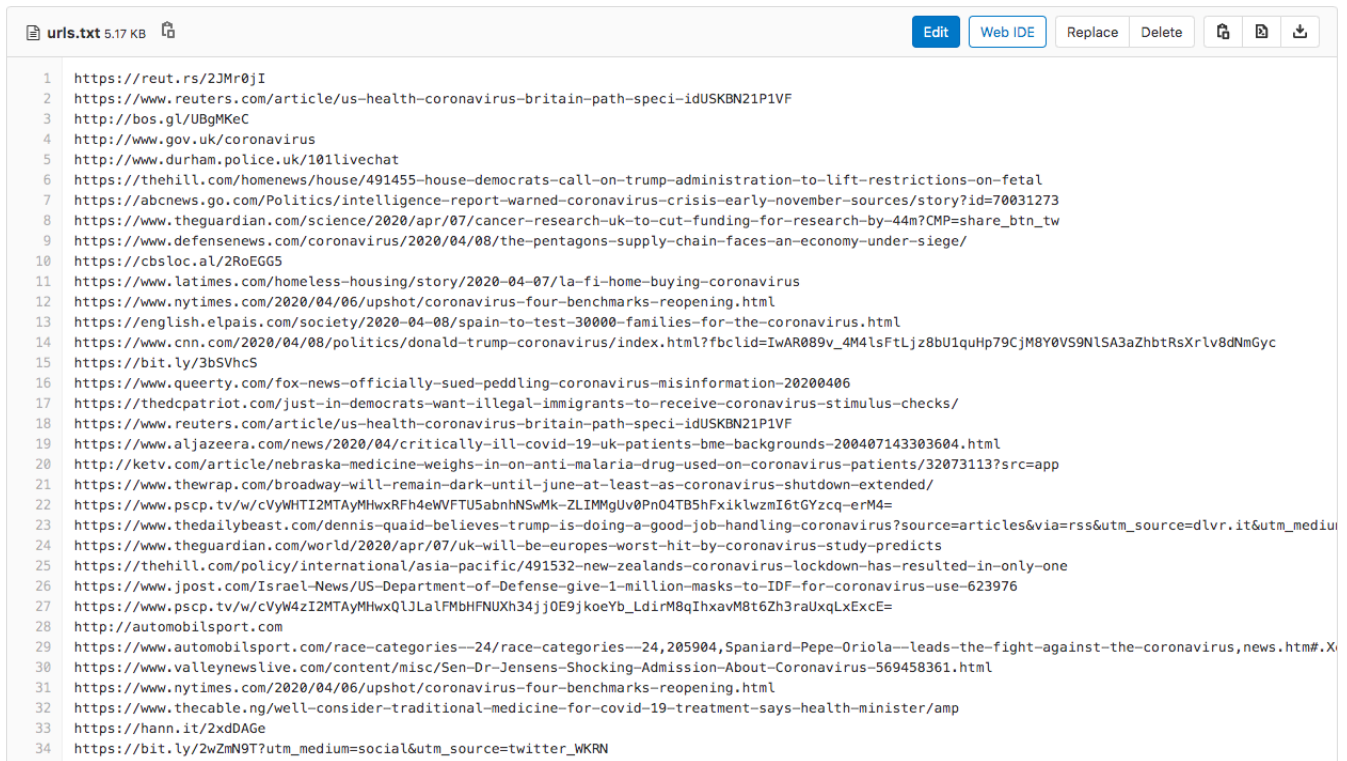 urls.txt 5.17 KB
Edit
Web IDE
Replace
Delete
1 https://reut.rs/2JMr0jI
2 https://www.reuters.com/article/us-health-coronavirus-britain-path-speci-idUSKBN21P1VF
3 http://bos.gl/UBgMKeC
4 http://www.gov.uk/coronavirus
5 http://www.durham.police.uk/101livechat
6 https://thehill.com/homenews/house/491455-house-democrats-call-on-trump-administration-to-lift-restrictions-on-fetal
7 https://abcnews.go.com/Politics/intelligence-report-warned-coronavirus-crisis-early-november-sources/story?id=70031273
8 https://www.theguardian.com/science/2020/apr/07/cancer-research-uk-to-cut-funding-for-research-by-44m?CMP=share_btn_tw
9 https://www.defensenews.com/coronavirus/2020/04/08/the-pentagons-supply-chain-faces-an-economy-under-siege/
10 https://cbsloc.al/2RoEGG5
11 https://www.latimes.com/homeless-housing/story/2020-04-07/la-fi-home-buying-coronavirus
12 https://www.nytimes.com/2020/04/06/upshot/coronavirus-four-benchmarks-reopening.html
13 https://english.elpais.com/society/2020-04-08/spain-to-test-30000-families-for-the-coronavirus.html
14 https://www.cnn.com/2020/04/08/politics/donald-trump-coronavirus/index.html?fbclid=IwAR089v_4M4lsFtLjz8bU1quHp79CjM8Y0VS9NlSA3aZhbtRsXrlv8dNmGyc
15 https://bit.ly/3bSVhcS
16 https://www.queerty.com/fox-news-officially-sued-peddling-coronavirus-misinformation-20200406
17 https://thedcpatriot.com/just-in-democrats-want-illegal-immigrants-to-receive-coronavirus-stimulus-checks/
18 https://www.reuters.com/article/us-health-coronavirus-britain-path-speci-idUSKBN21P1VF
19 https://www.aljazeera.com/news/2020/04/critically-ill-covid-19-uk-patients-bme-backgrounds-200407143303604.html
20 http://ketv.com/article/nebraska-medicine-weighs-in-on-anti-malaria-drug-used-on-coronavirus-patients/32073113?src=app
21 https://www.thewrap.com/broadway-will-remain-dark-until-june-at-least-as-coronavirus-shutdown-extended/
22 https://www.pscp.tv/w/cVyWHTI2MTAyMHwxRFh4eWVFTU5abnhNSwMk-ZLIMMgUv0PnO4TB5hFxiklwzmI6tGYzcq-erM4=
23 https://www.thedailybeast.com/dennis-quaid-believes-trump-is-doing-a-good-job-handling-coronavirus?source=articles&via=rss&utm_source=dlvr.it&utm_mediu
24 https://www.theguardian.com/world/2020/apr/07/uk-will-be-europes-worst-hit-by-coronavirus-study-predicts
25 https://thehill.com/policy/international/asia-pacific/491532-new-zealands-coronavirus-lockdown-has-resulted-in-only-one
26 https://www.jpost.com/Israel-News/US-Department-of-Defense-give-1-million-masks-to-IDF-for-coronavirus-use-623976
27 https://www.pscp.tv/w/cVyW4zI2MTAyMHwxQlJLalFMbHFNUXh34jjOE9jkoeYb_LdirM8qIhxavM8t6Zh3raUxqLxExcE=
28 http://automobilsport.com
29 https://www.automobilsport.com/race-categories--24/race-categories--24,205904,Spaniard-Pepe-Oriola--leads-the-fight-against-the-coronavirus,news.htm#.X
30 https://www.valleynewslive.com/content/misc/Sen-Dr-Jensens-Shocking-Admission-About-Coronavirus-569458361.html
31 https://www.nytimes.com/2020/04/06/upshot/coronavirus-four-benchmarks-reopening.html
32 https://www.thecable.ng/well-consider-traditional-medicine-for-covid-19-treatment-says-health-minister/amp
33 https://hann.it/2xdDAGe
34 https://bit.ly/2wZmN9T?utm_medium=social&utm_source=twitter_WKRN